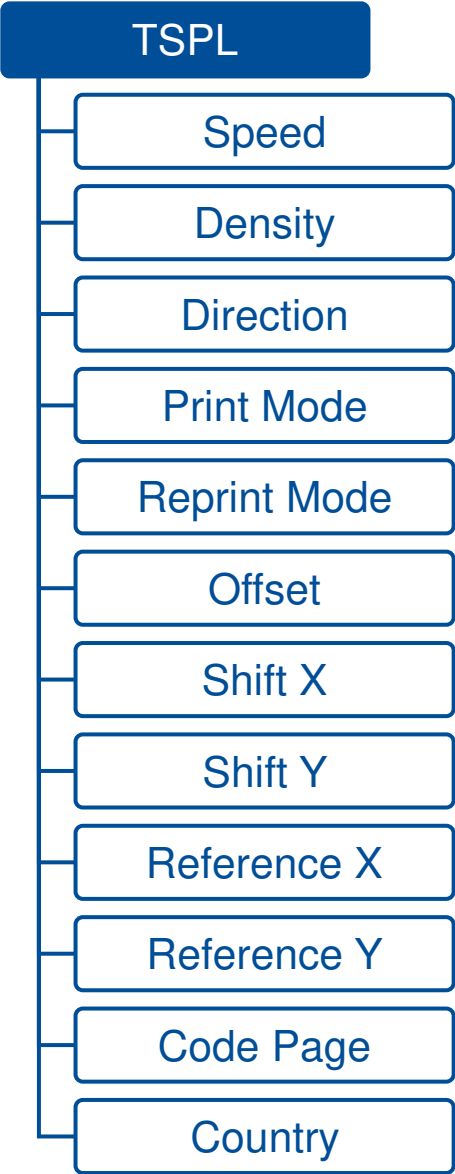 TSPL
Speed
Density
Direction
Print Mode
Reprint Mode
Offset
Shift X
Shift Y
Reference X
Reference Y
Code Page
Country